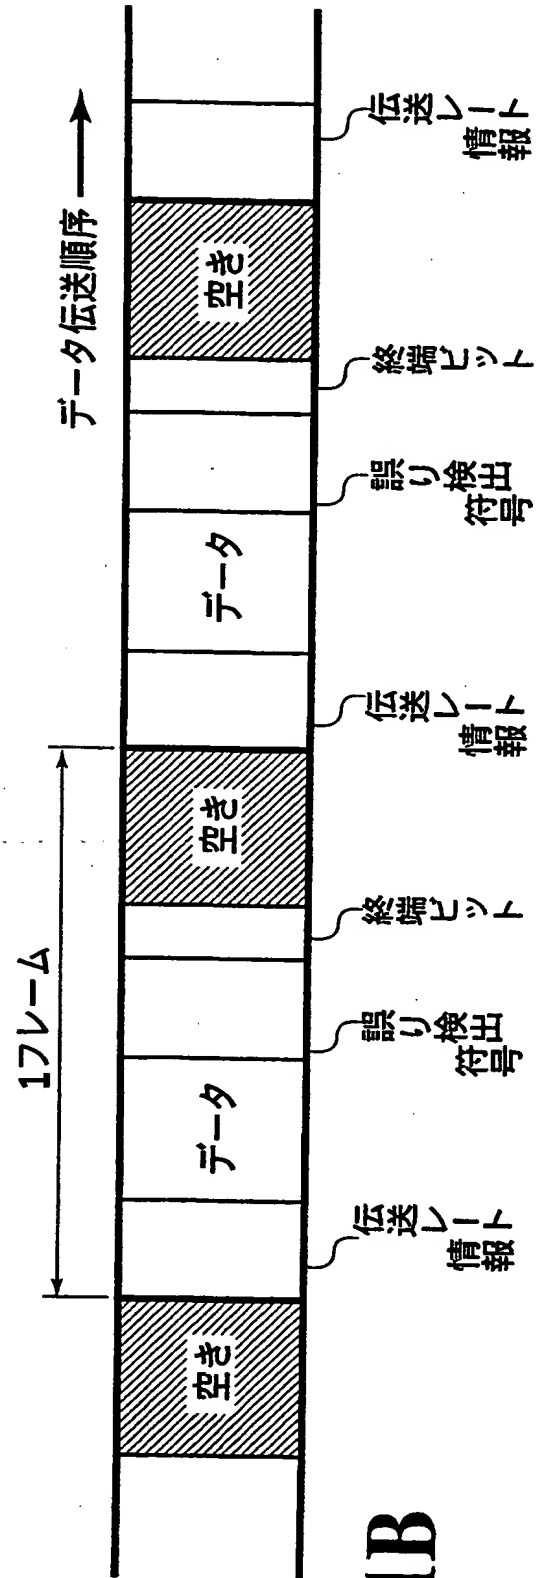 データ伝送順序
1フレーム
空き
データ
空き
データ
空き
伝送レート
情報
誤り検出
符号
終端ビット
伝送レート
情報
誤り検出
符号
終端ビット
伝送レート
情報
1B